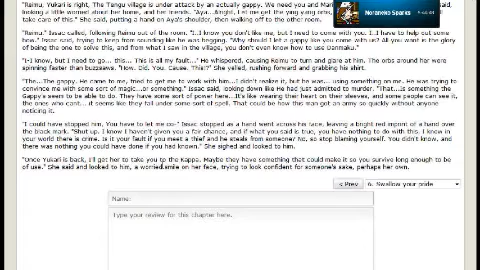 "Reimu, Yukari is right, The Tengu village is under attack by an actually gappy. We need you and Mari
looking a little worried about her home, and her friends. "Aya....Alright, Let me get the ying yang orbs,
take care of this." She said, putting a hand on Aya's shoulder, then walking off to the other room.
Noraneko Sparks
"Reimu." Issac called, following Reimu out of the room. "I..I know you don't like me, but I need to come with you. I..I have to help out some
how." Issac said, trying to keep from sounding like he was begging. "Why should I let a gappy like you come with us? All you want is the glory
of being the one to solve this, and from what I saw in the village, you don't even know how to use Danmaku."
"I-I know, but I need to go... this... This is all my fault..." He whispered, causing Reimu to turn and glare at him. The orbs around her were
spinning faster than buzzsaws. "How. Did. You. Cause. This!?" She yelled, rushing forward and grabbing his shirt.
"The...The gappy. He came to me, tried to get me to work with him...I didn't realize it, but he was... using something on me. He was trying to
convince me with some sort of magic...or something." Issac said, looking down like he had just admitted to murder. "That...is something the
Gappy's seem to be able to do. They have some sort of power here...It's like wearing their heart on their sleeves, and some people can see it,
the ones who cant... it seems like they fall under some sort of spell. That could be how this man got an army so quickly without anyone
noticing it.
"I could have stopped him, You have to let me co-" Issac stopped as a hand went across his face, leaving a bright red imprint of a hand over
the black mark. "Shut up. I know I haven't given you a fair chance, and if what you said is true, you have nothing to do with this. I know in
your world there is crime. Is it your fault if you meet a thief and he steals from someone? No, so stop blaming yourself. You didn't know, and
there was nothing you could have done if you had known." She sighed and looked to him.
"Once Yukari is back, I'll get her to take you to the Kappa. Maybe they have something that could make it so you survive long enough to be
of use." She said and looked to him, a worried smile on her face, trying to look confident for someone's sake, perhaps her own.
< Prev 6. Swallow your pride
Name:
Type your review for this chapter here.